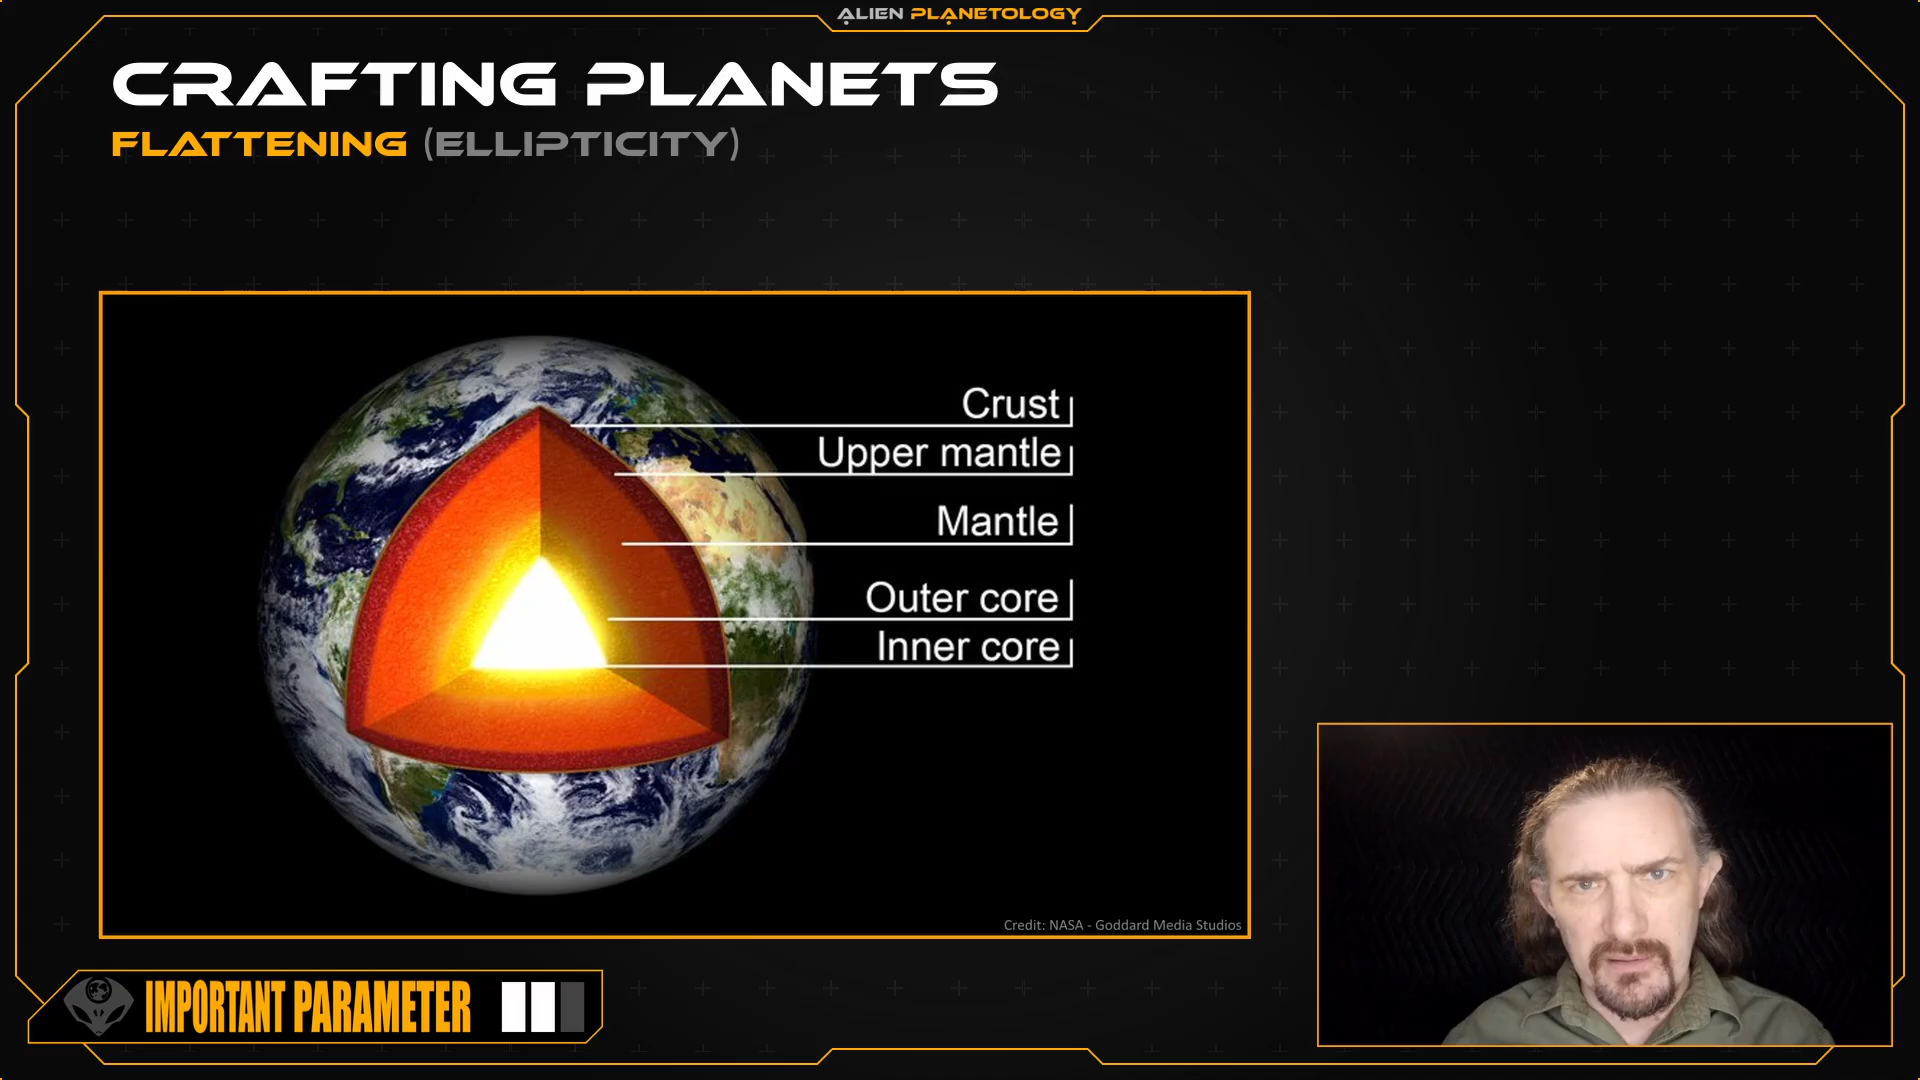 ALIEN PLANETOLOGY
CRAFTING PLANETS
FLATTENING (ELLIPTICITY)
Crust
Upper mantle
Mantle
Outer core
Inner core
Credit: NASA - Goddard Media Studios
IMPORTANT PARAMETER